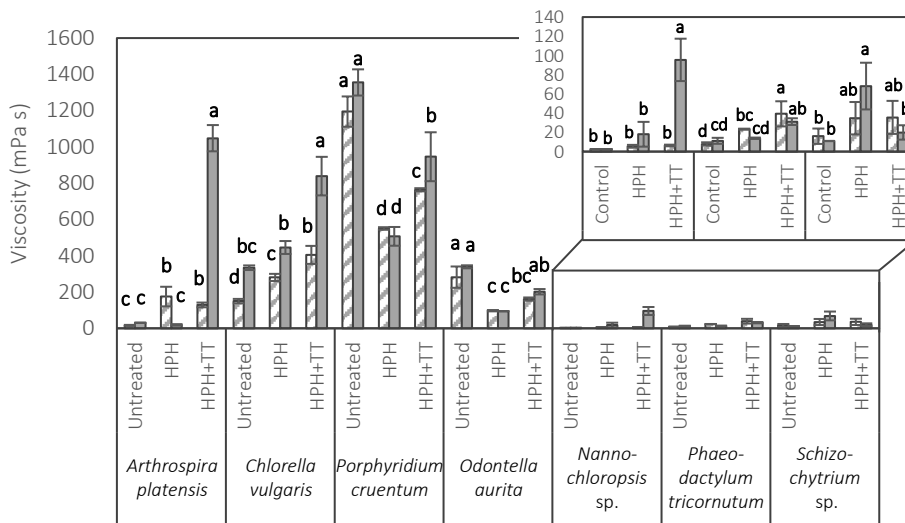 1600
1400
1200
1000
800
600
400
200
0
Viscosity (mPa s)
c c b c b a
d bc c b b a
a a d d c b
a a c c bc ab
140
120
100
80
60
40
20
0
b b b b b a
d cd bc cd a ab
b b ab a ab b
Control HPH HPH+TT Control HPH HPH+TT Control HPH HPH+TT
Untreated HPH HPH+TT Untreated HPH HPH+TT Untreated HPH HPH+TT Untreated HPH HPH+TT Untreated HPH HPH+TT Untreated HPH HPH+TT Untreated HPH HPH+TT
Arthrospira
platensis
Chlorella
vulgaris
Porphyridium
cruentum
Odontella
aurita
Nanno-
chloropsis
sp.
Phaeo-
dactylum
tricornutum
Schizo-
chytrium
sp.